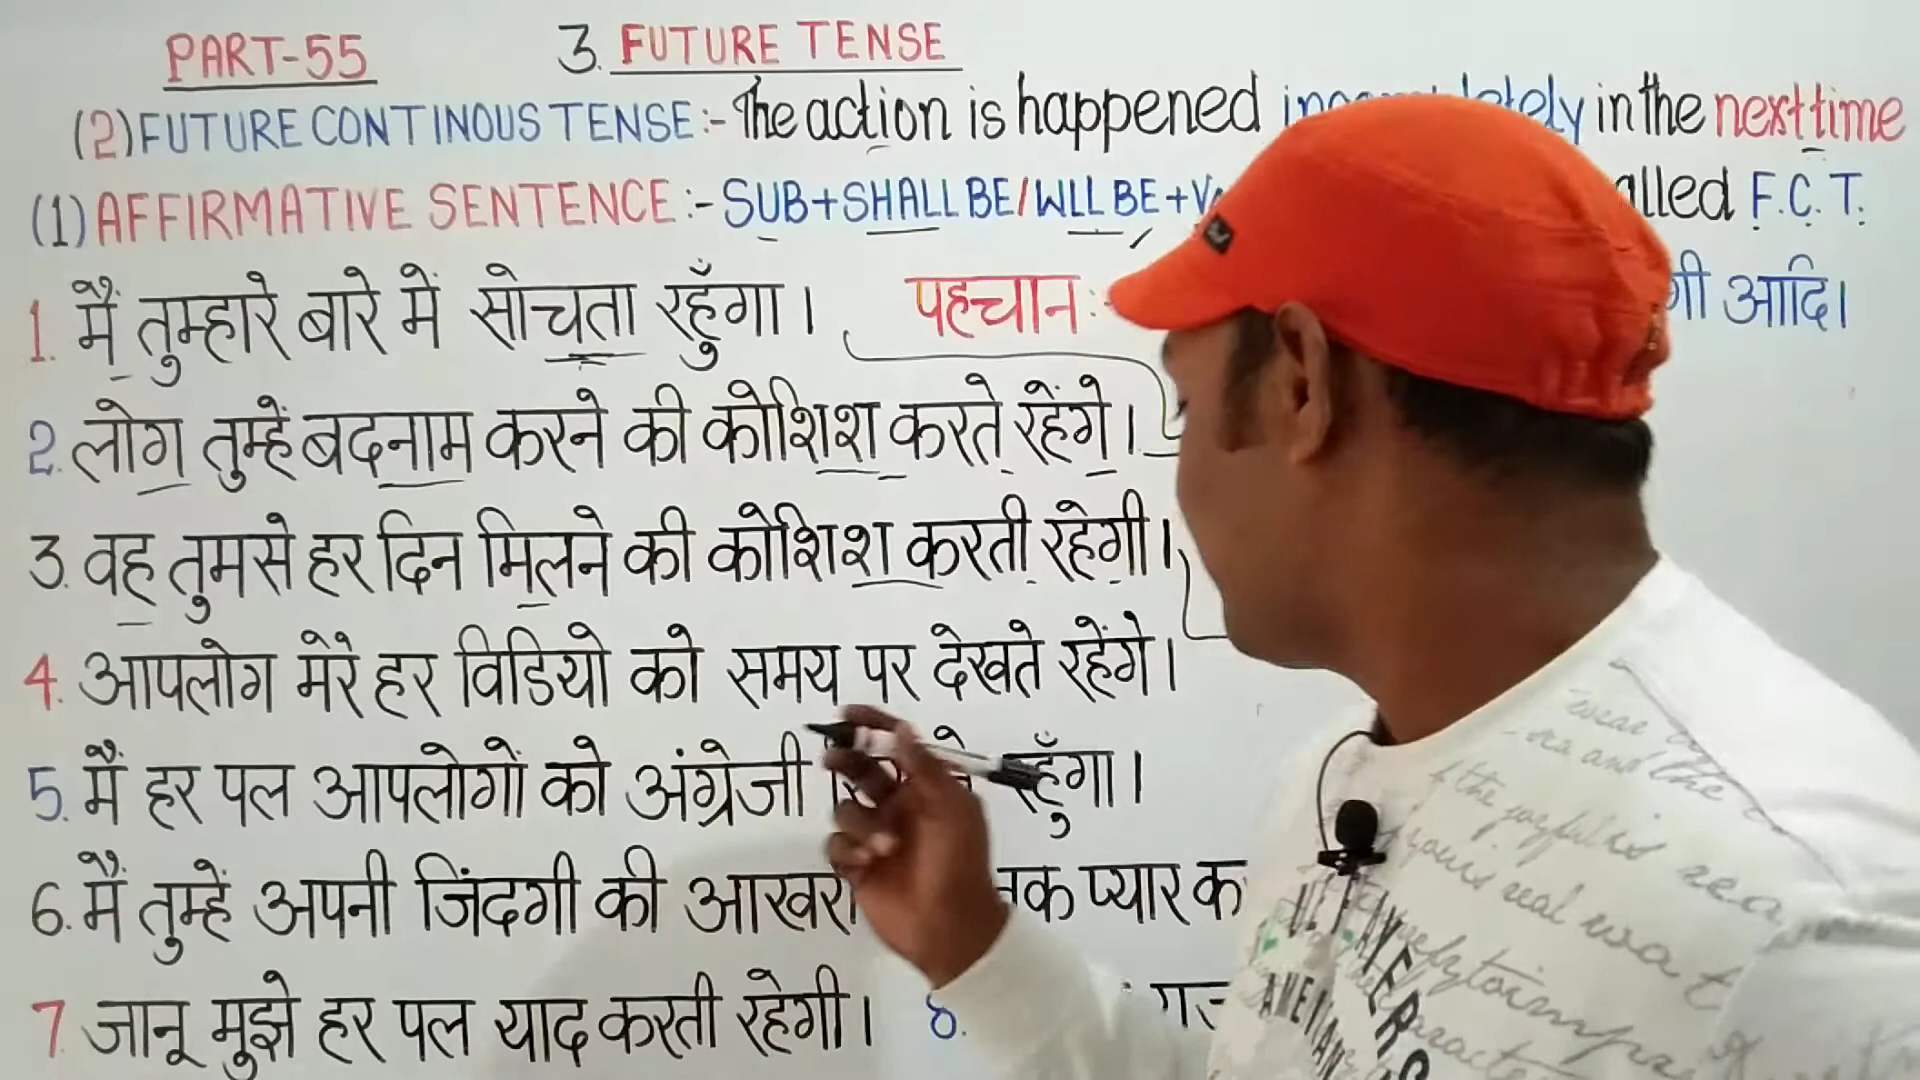 PART-55 3. FUTURE TENSE
(2) FUTURE CONTINOUS TENSE:- The action is happened in the next time
(1) AFFIRMATIVE SENTENCE:- SUB+SHALL BE/WLL BE+ F.C.T.
1. मैं तुम्हारे बारे में सोचता रहुँगा। पहचान:- आदि।
2. लोग तुम्हें बदनाम करने की कोशिश करते रहेंगे।
3. वह तुमसे हर दिन मिलने की कोशिश करती रहेगी।
4. आपलोग मेरे हर विडियो को समय पर देखते रहेंगे।
5. मैं हर पल आपलोगों को अंग्रेजी रहुँगा।
6. मैं तुम्हें अपनी जिंदगी की प्यार
7. जानू मुझे हर पल याद करती रहेगी। 8.